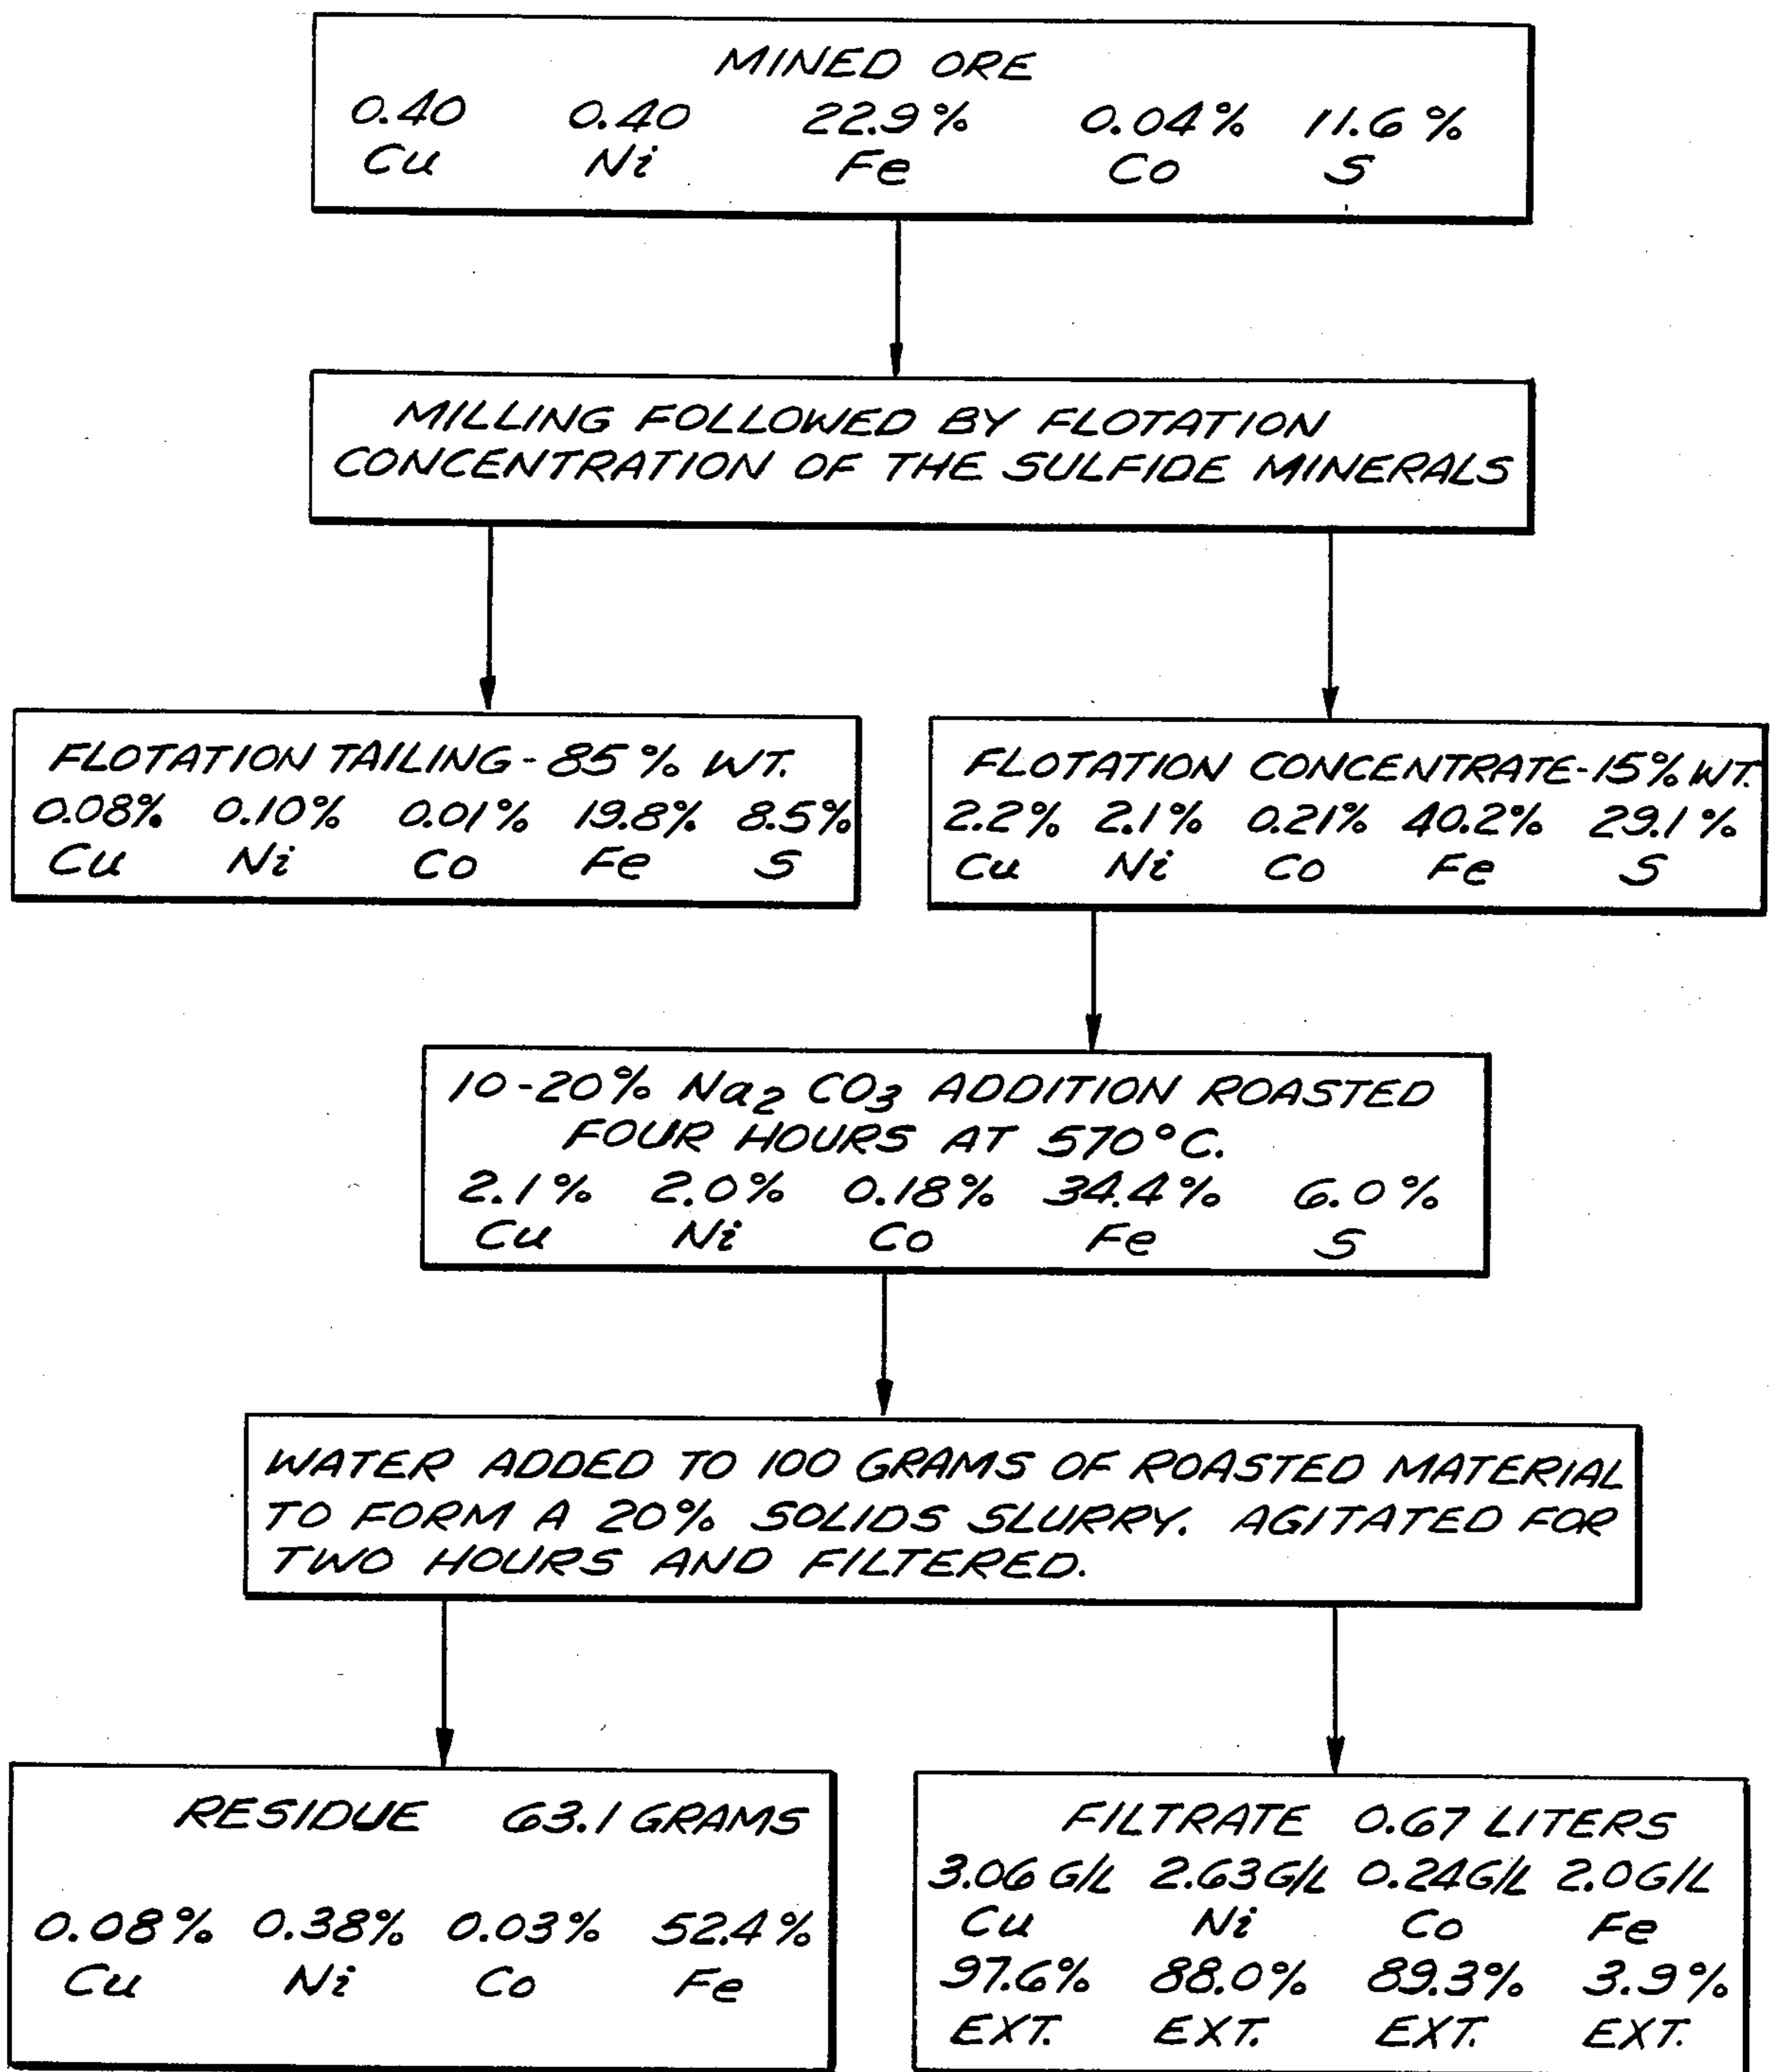 MINED ORE
0.40 0.40 22.9% 0.04% 11.6%
Cu Ni Fe Co S
MILLING FOLLOWED BY FLOTATION
CONCENTRATION OF THE SULFIDE MINERALS
FLOTATION TAILING-85% WT.
0.08% 0.10% 0.01% 19.8% 8.5%
Cu Ni Co Fe S
FLOTATION CONCENTRATE-15% WT.
2.2% 2.1% 0.21% 40.2% 29.1%
Cu Ni Co Fe S
10-20% Na2 CO3 ADDITION ROASTED
FOUR HOURS AT 570°C.
2.1% 2.0% 0.18% 34.4% 6.0%
Cu Ni Co Fe S
WATER ADDED TO 100 GRAMS OF ROASTED MATERIAL
TO FORM A 20% SOLIDS SLURRY. AGITATED FOR
TWO HOURS AND FILTERED.
RESIDUE 63.1 GRAMS
0.08% 0.38% 0.03% 52.4%
Cu Ni Co Fe
FILTRATE 0.67 LITERS
3.06 G/L 2.63 G/L 0.24 G/L 2.0 G/L
Cu Ni Co Fe
97.6% 88.0% 89.3% 3.9%
EXT. EXT. EXT. EXT.